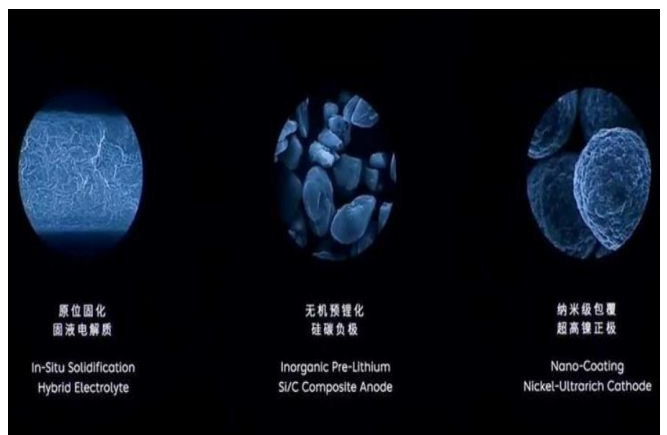 原位固化
固液电解质
In-Situ Solidification
Hybrid Electrolyte
无机预锂化
硅碳负极
Inorganic Pre-Lithium
Si/C Composite Anode
纳米级包覆
超高镍正极
Nano-Coating
Nickel-Ultrarich Cathode